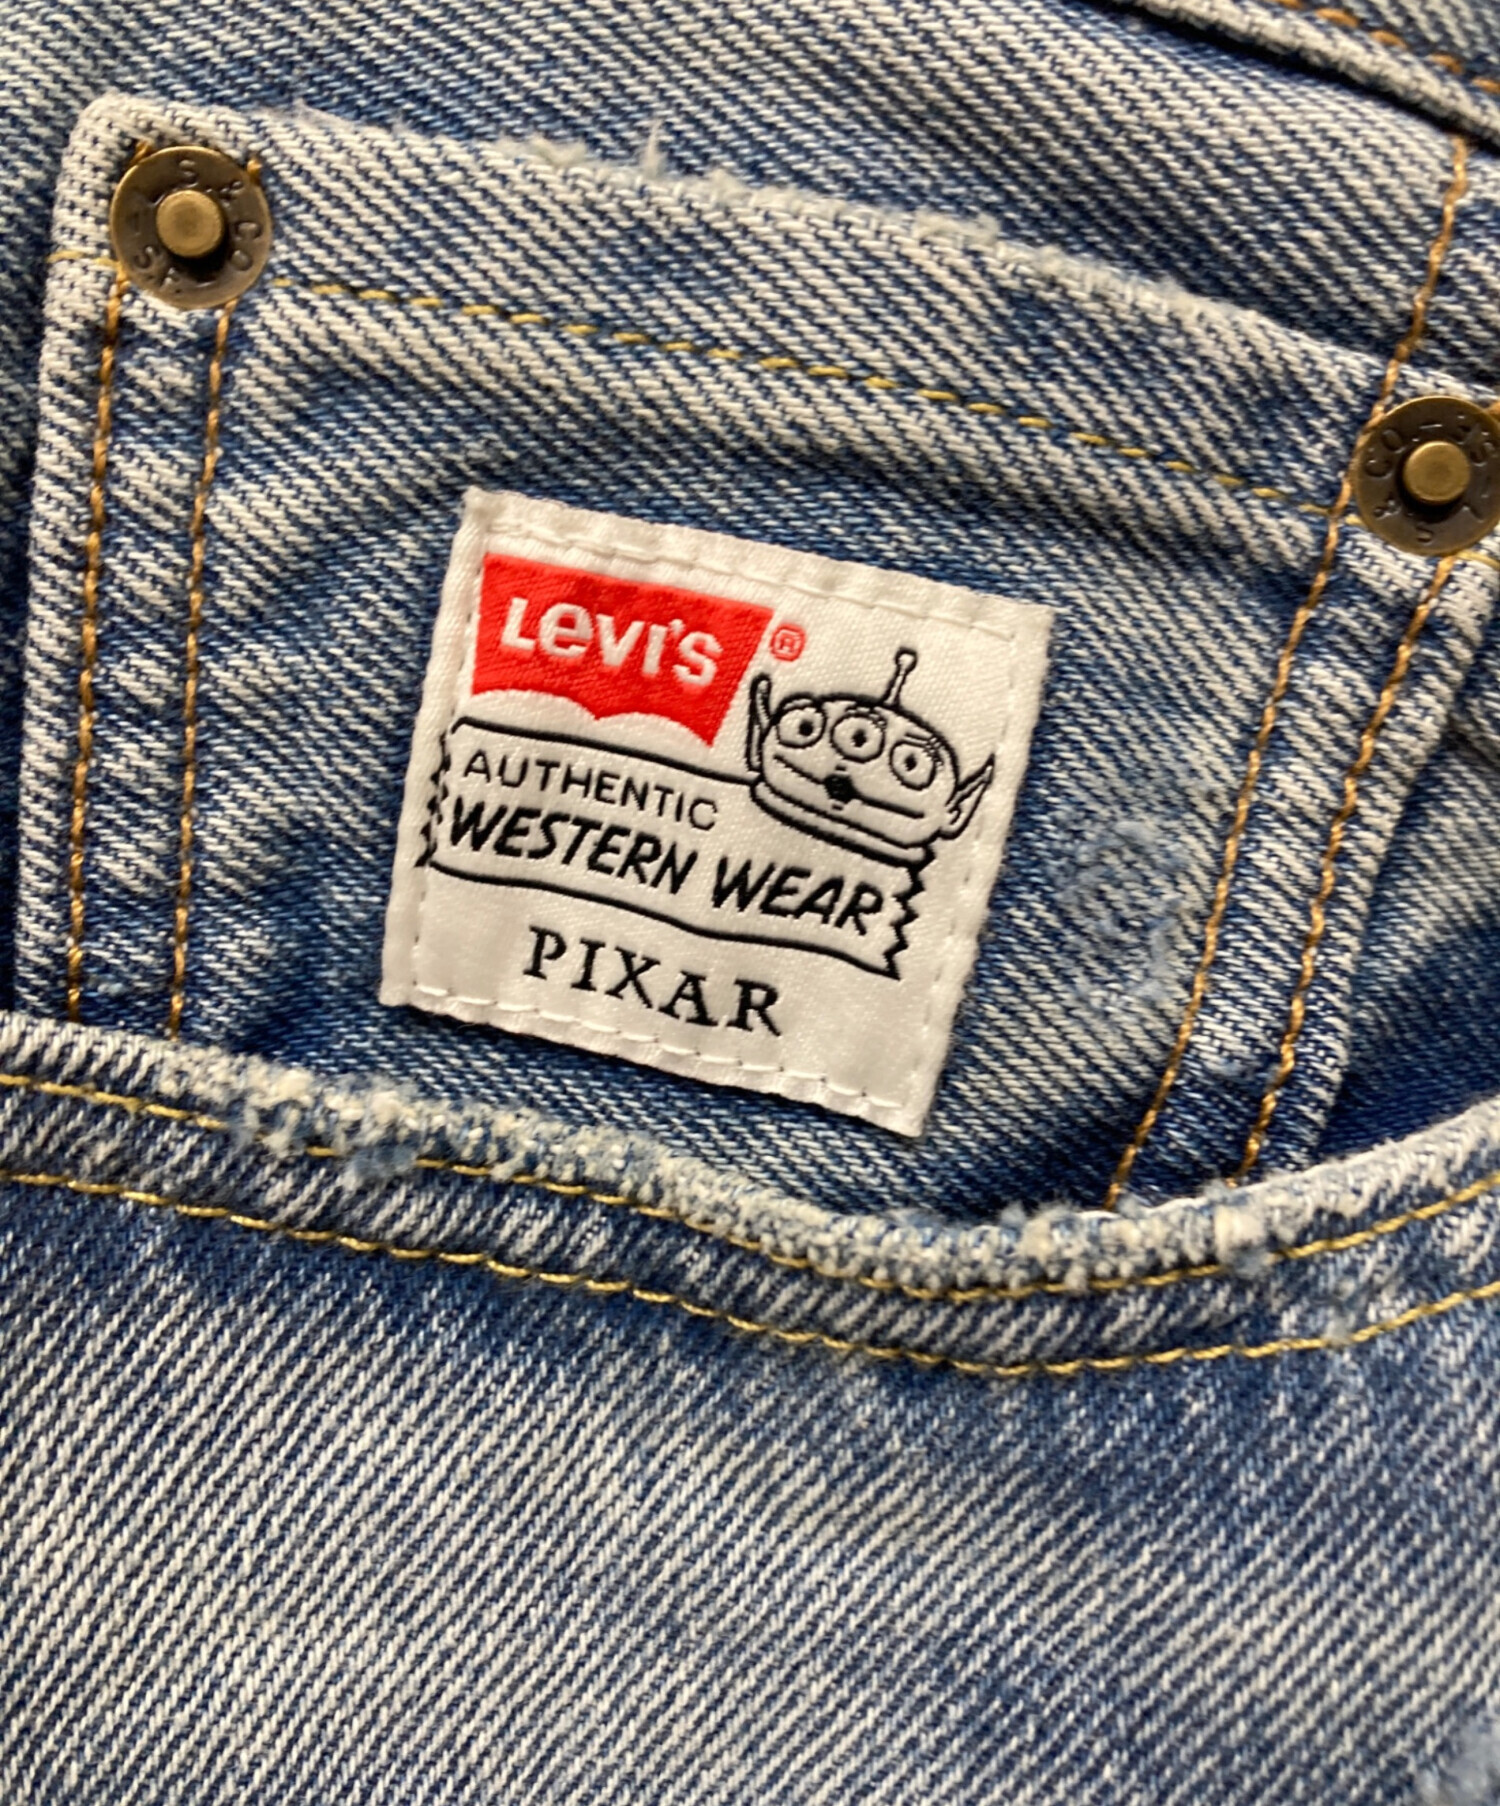 LEVI'S ®
AUTHENTIC
WESTERN WEAR
PIXAR